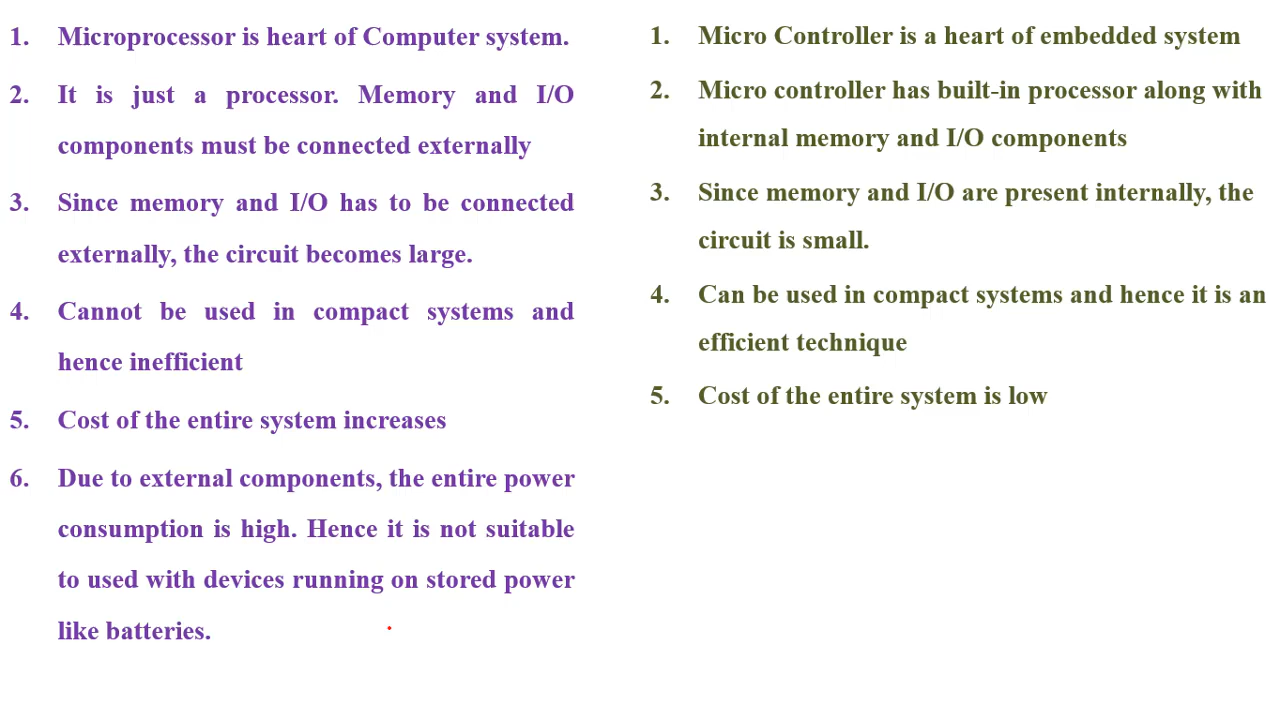 1. Microprocessor is heart of Computer system.
2. It is just a processor. Memory and I/O
components must be connected externally
3. Since memory and I/O has to be connected
externally, the circuit becomes large.
4. Cannot be used in compact systems and
hence inefficient
5. Cost of the entire system increases
6. Due to external components, the entire power
consumption is high. Hence it is not suitable
to used with devices running on stored power
like batteries.
1. Micro Controller is a heart of embedded system
2. Micro controller has built-in processor along with
internal memory and I/O components
3. Since memory and I/O are present internally, the
circuit is small.
4. Can be used in compact systems and hence it is an
efficient technique
5. Cost of the entire system is low